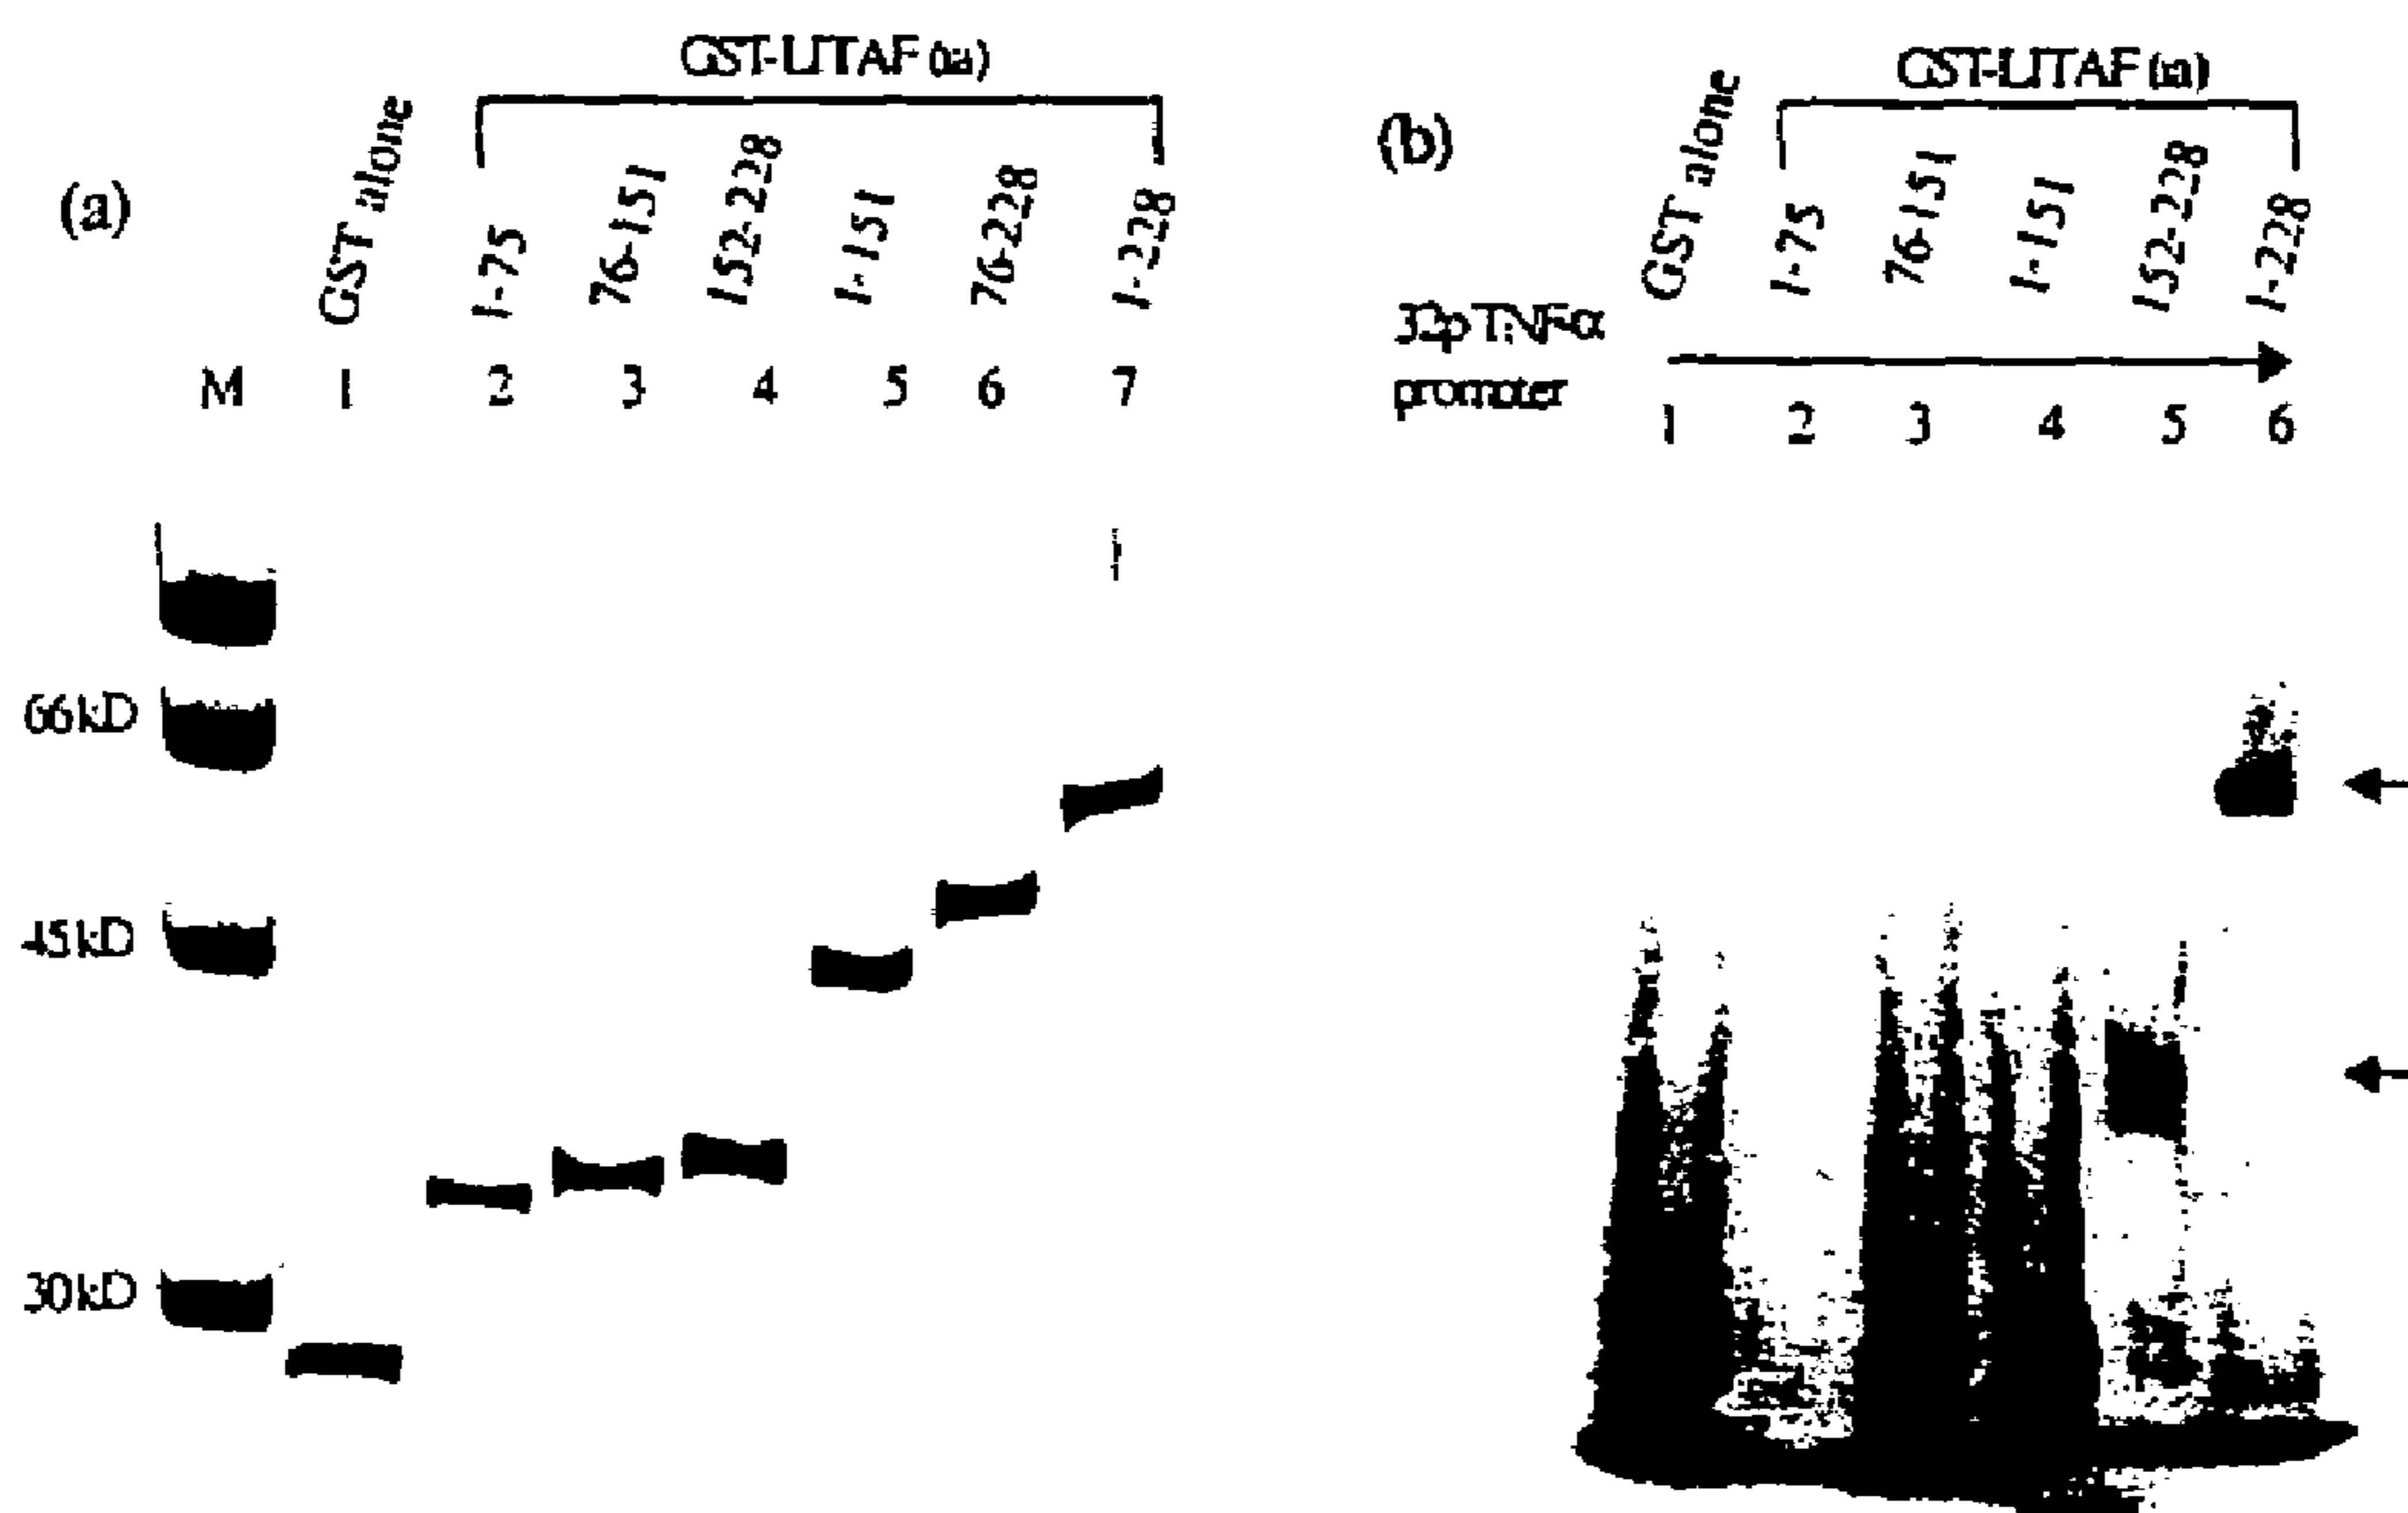 (a)
GST-LITAF (aa)
GST alone
1-75
76-151
152-228
1-151
76-228
1-228
M 1 2 3 4 5 6 7
66kD
45kD
30kD
(b)
GST-LITAF (aa)
GST alone
1-75
76-151
1-151
152-228
1-228
32p TNF-α
promoter
1 2 3 4 5 6